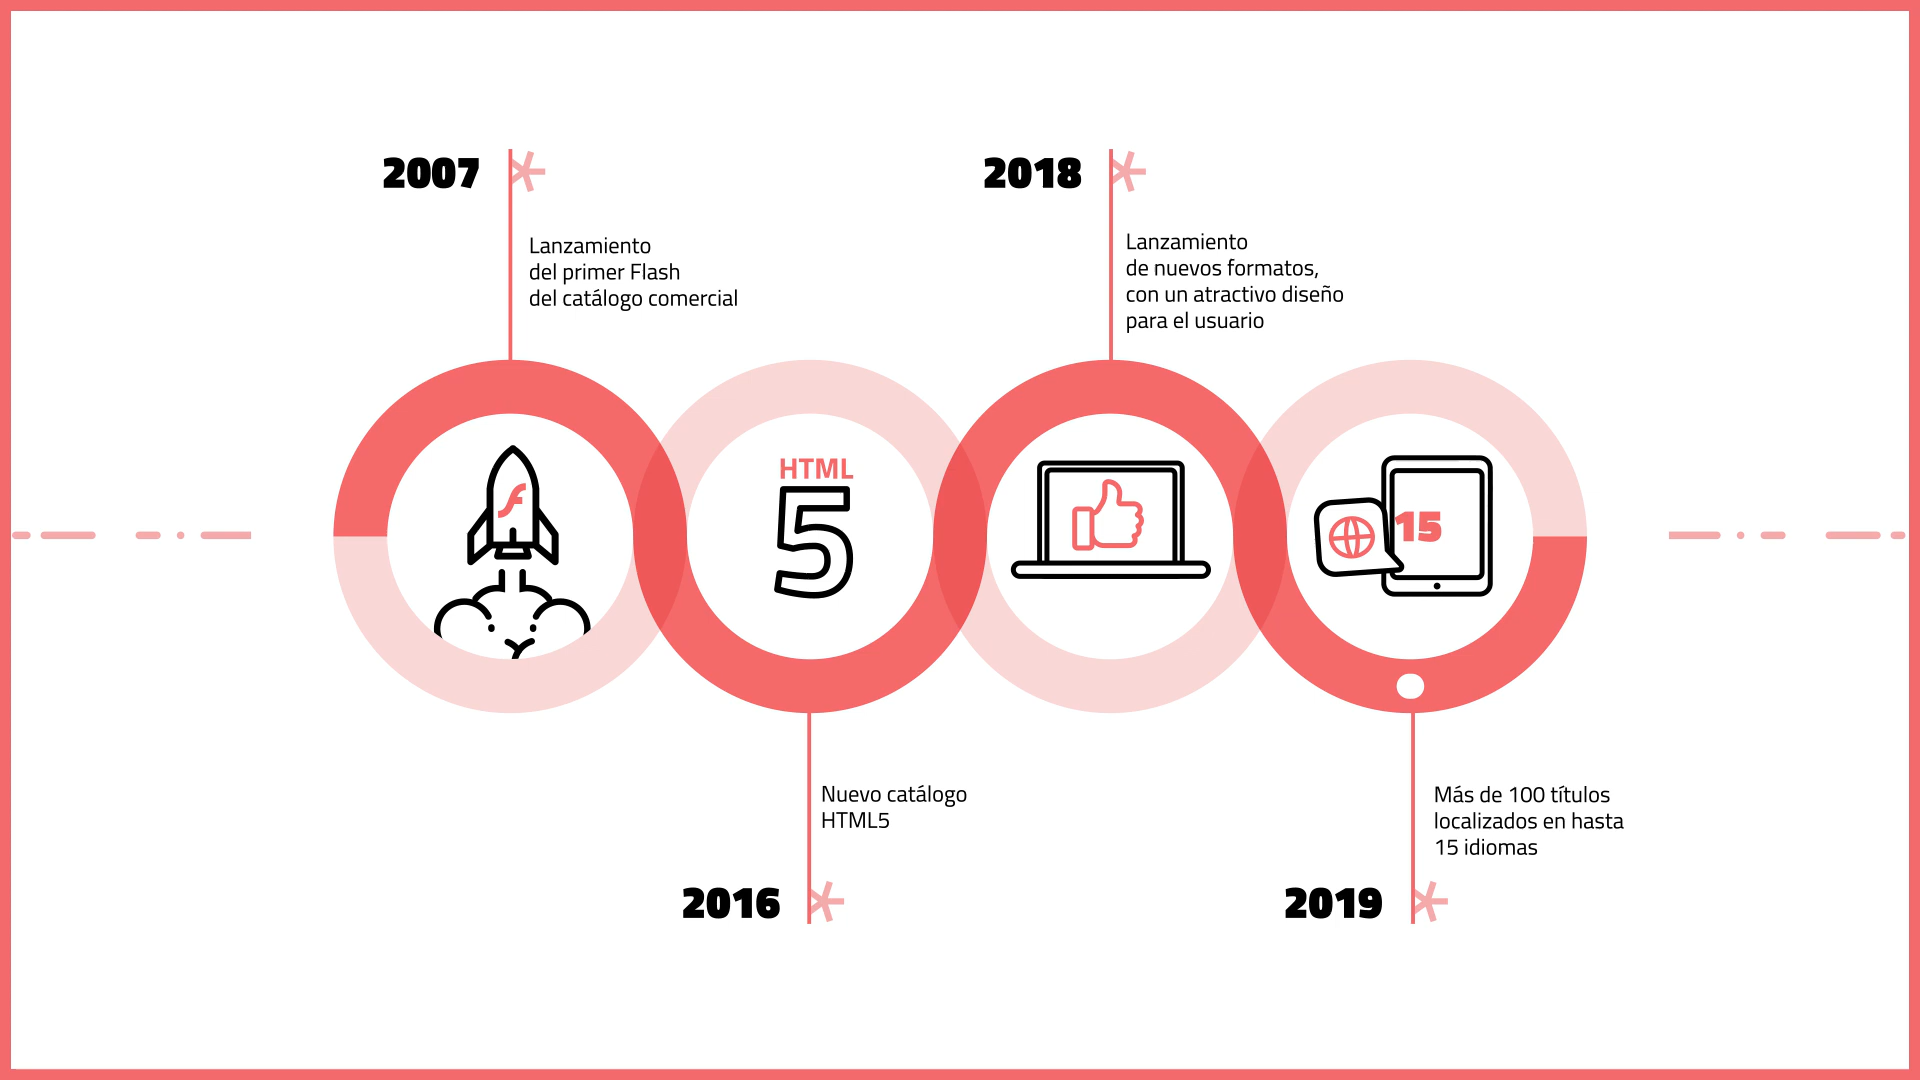 2007
Lanzamiento
del primer Flash
del catálogo comercial
2018
Lanzamiento
de nuevos formatos,
con un atractivo diseño
para el usuario
HTML
5
15
Nuevo catálogo
HTML5
2016
Más de 100 títulos
localizados en hasta
15 idiomas
2019